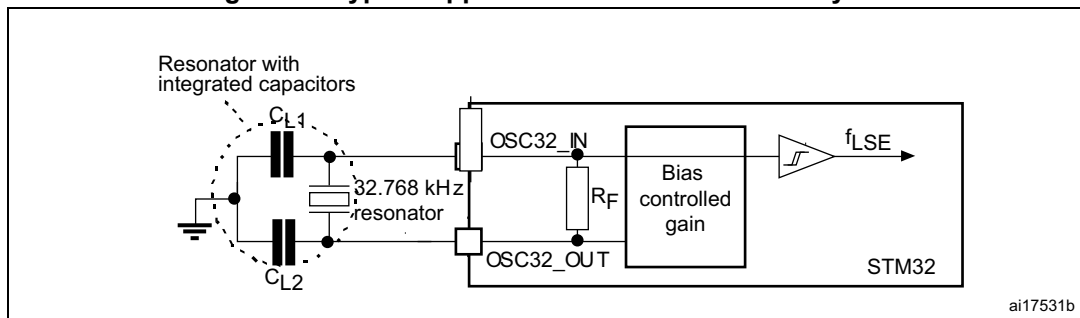 Resonator with
integrated capacitors
CL1
OSC32_IN
fLSE
32.768 kHz
resonator
RF
Bias
controlled
gain
OSC32_OUT
STM32
CL2
ai17531b